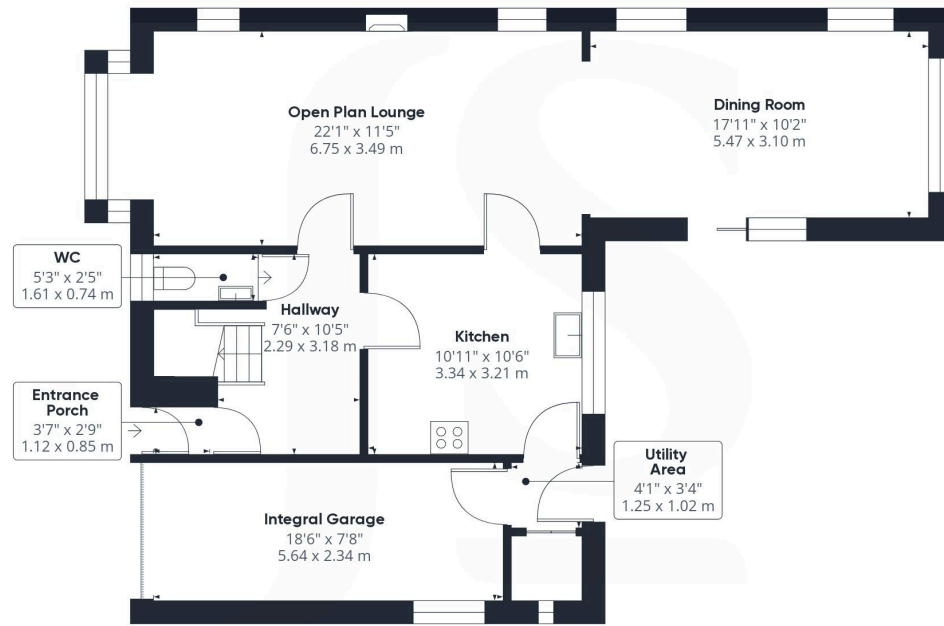 Open Plan Lounge
22'1" x 11'5"
6.75 x 3.49 m
Dining Room
17'11" x 10'2"
5.47 x 3.10 m
WC
5'3" x 2'5"
1.61 x 0.74 m
Hallway
7'6" x 10'5"
2.29 x 3.18 m
Kitchen
10'11" x 10'6"
3.34 x 3.21 m
Entrance
Porch
3'7" x 2'9"
1.12 x 0.85 m
Utility
Area
4'1" x 3'4"
1.25 x 1.02 m
Integral Garage
18'6" x 7'8"
5.64 x 2.34 m